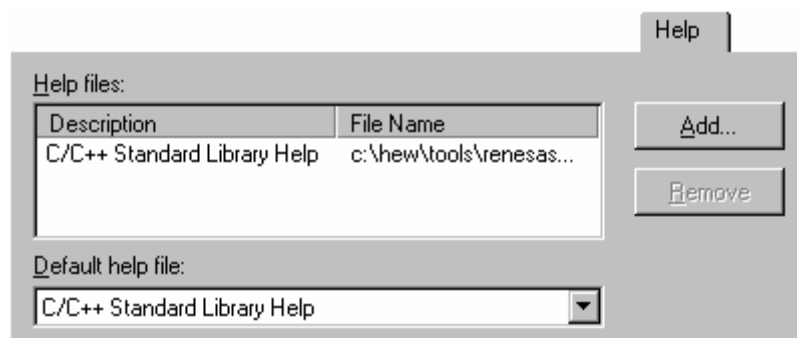 Help
Help files:
Description File Name
C/C++ Standard Library Help c:\hew\tools\renesas...
Add...
Remove
Default help file:
C/C++ Standard Library Help